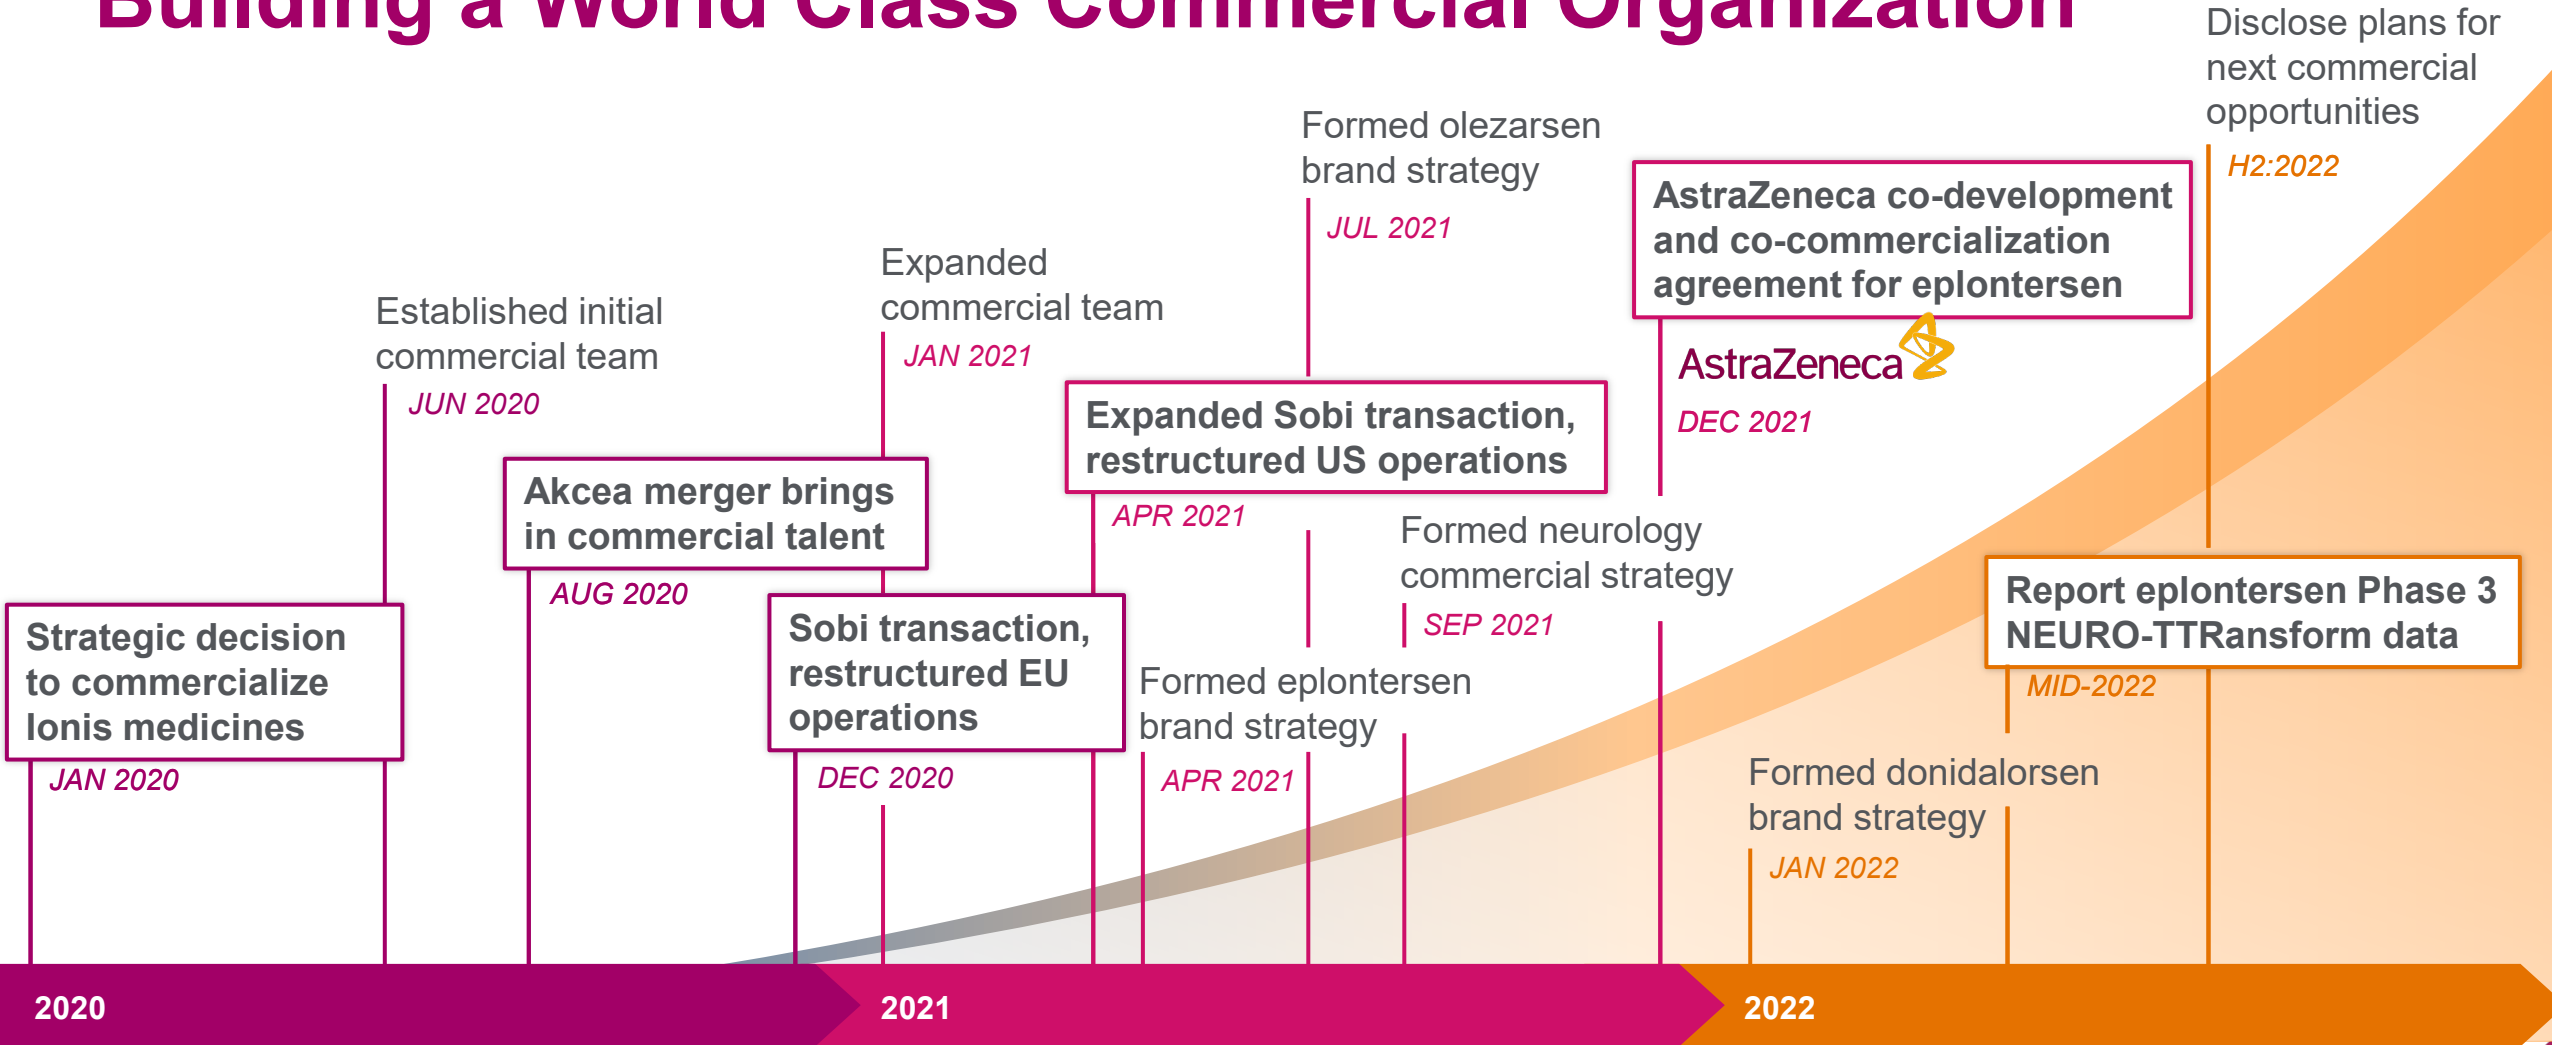 Building a World Class Commercial Organization
Strategic decision
to commercialize
Ionis medicines
JAN 2020
Established initial
commercial team
JUN 2020
Akcea merger brings
in commercial talent
AUG 2020
Sobi transaction,
restructured EU
operations
DEC 2020
Expanded
commercial team
JAN 2021
Expanded Sobi transaction,
restructured US operations
APR 2021
Formed eplontersen
brand strategy
APR 2021
Formed olezarsen
brand strategy
JUL 2021
Formed neurology
commercial strategy
SEP 2021
AstraZeneca co-development
and co-commercialization
agreement for eplontersen
AstraZeneca
DEC 2021
Formed donidalorsen
brand strategy
JAN 2022
Report eplontersen Phase 3
NEURO-TTRansform data
MID-2022
Disclose plans for
next commercial
opportunities
H2:2022
2020
2021
2022